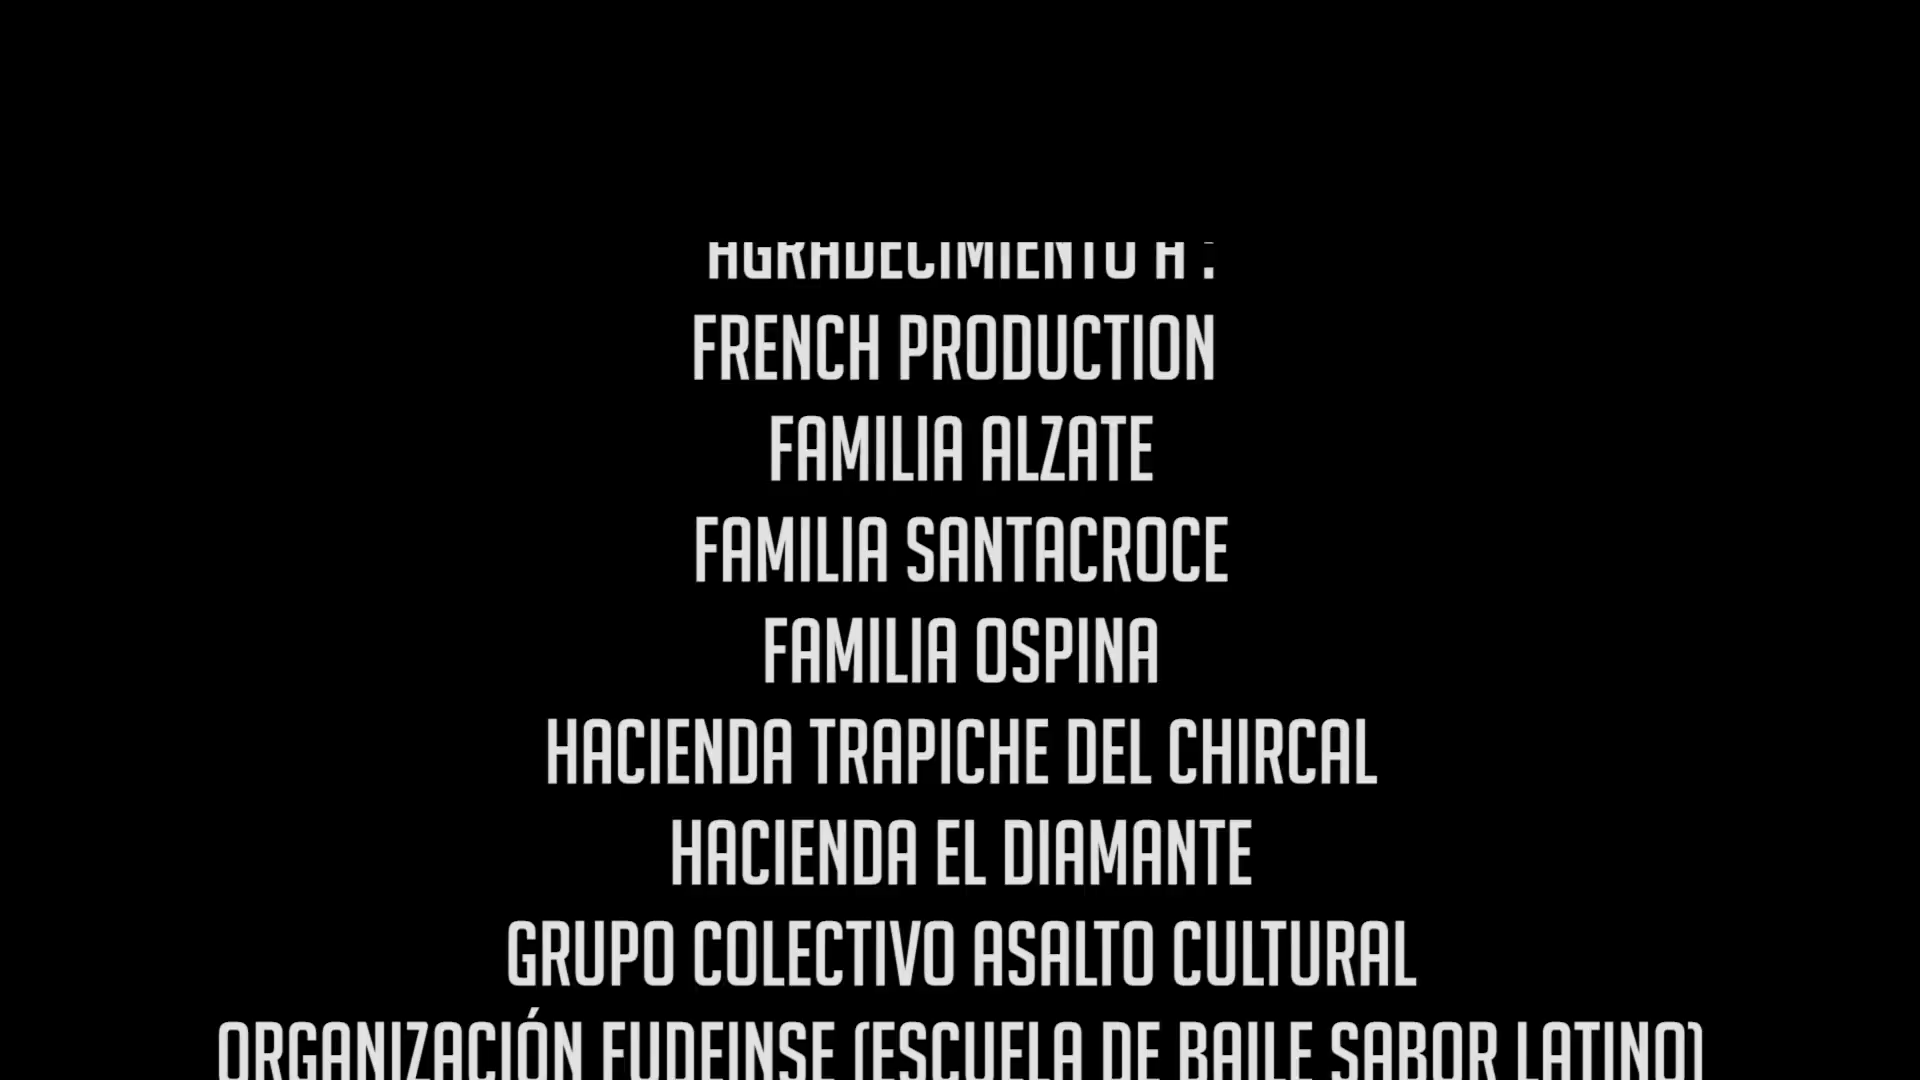 AGRADECIMIENTO A :
FRENCH PRODUCTION
FAMILIA ALZATE
FAMILIA SANTACROCE
FAMILIA OSPINA
HACIENDA TRAPICHE DEL CHIRCAL
HACIENDA EL DIAMANTE
GRUPO COLECTIVO ASALTO CULTURAL
ORGANIZACIÓN FUDEINSE (ESCUELA DE BAILE SABOR LATINO)